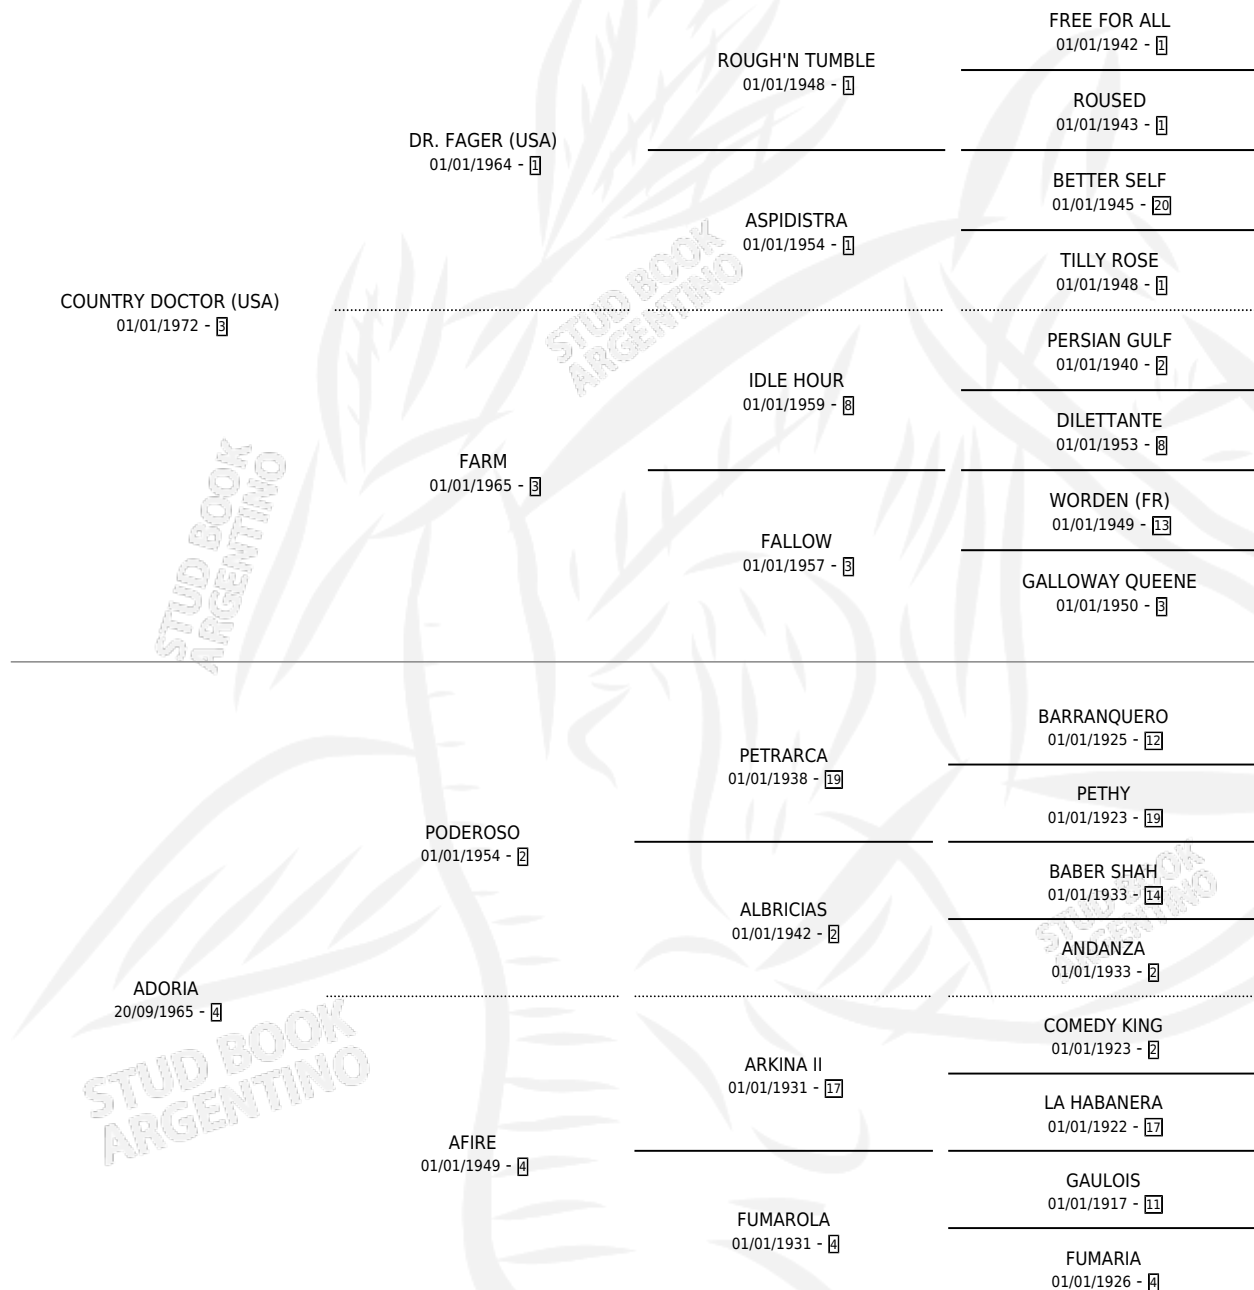 FREE FOR ALL
01/01/1942 - 1
ROUGH'N TUMBLE
01/01/1948 - 1
ROUSED
01/01/1943 - 1
DR. FAGER (USA)
01/01/1964 - 1
BETTER SELF
01/01/1945 - 20
ASPIDISTRA
01/01/1954 - 1
TILLY ROSE
01/01/1948 - 1
COUNTRY DOCTOR (USA)
01/01/1972 - 3
PERSIAN GULF
01/01/1940 - 2
IDLE HOUR
01/01/1959 - 8
DILETTANTE
01/01/1953 - 8
FARM
01/01/1965 - 3
WORDEN (FR)
01/01/1949 - 13
FALLOW
01/01/1957 - 3
GALLOWAY QUEENE
01/01/1950 - 3
BARRANQUERO
01/01/1925 - 12
PETRARCA
01/01/1938 - 19
PETHY
01/01/1923 - 19
PODEROSO
01/01/1954 - 2
BABER SHAH
01/01/1933 - 14
ALBRICIAS
01/01/1942 - 2
ANDANZA
01/01/1933 - 2
ADORIA
20/09/1965 - 4
COMEDY KING
01/01/1923 - 2
ARKINA II
01/01/1931 - 17
LA HABANERA
01/01/1922 - 17
AFIRE
01/01/1949 - 4
GAULOIS
01/01/1917 - 11
FUMAROLA
01/01/1931 - 4
FUMARIA
01/01/1926 - 4
STUD BOOK
ARGENTINO
STUD BOOK
ARGENTINO
STUD BOOK
ARGENTINO
STUD BOOK
ARGENTINO